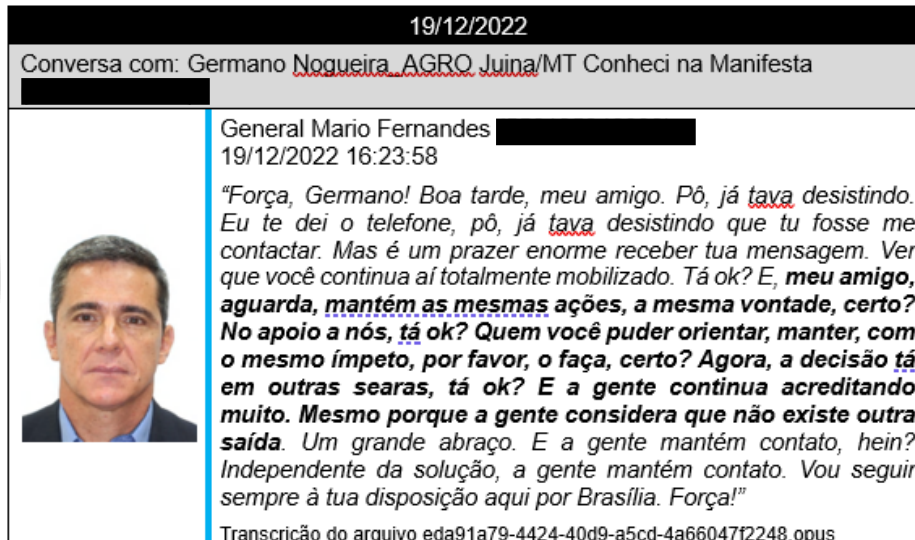 19/12/2022
Conversa com: Germano Nogueira_AGRO Juina/MT Conheci na Manifesta
General Mario Fernandes
19/12/2022 16:23:58
“Força, Germano! Boa tarde, meu amigo. Pô, já tava desistindo.
Eu te dei o telefone, pô, já tava desistindo que tu fosse me
contactar. Mas é um prazer enorme receber tua mensagem. Ver
que você continua aí totalmente mobilizado. Tá ok? E, meu amigo,
aguarda, mantém as mesmas ações, a mesma vontade, certo?
No apoio a nós, tá ok? Quem você puder orientar, manter, com
o mesmo ímpeto, por favor, o faça, certo? Agora, a decisão tá
em outras searas, tá ok? E a gente continua acreditando
muito. Mesmo porque a gente considera que não existe outra
saída. Um grande abraço. E a gente mantém contato, hein?
Independente da solução, a gente mantém contato. Vou seguir
sempre à tua disposição aqui por Brasília. Força!”
Transcrição do arquivo eda91a79-4424-40d9-a5cd-4a66047f2248.opus